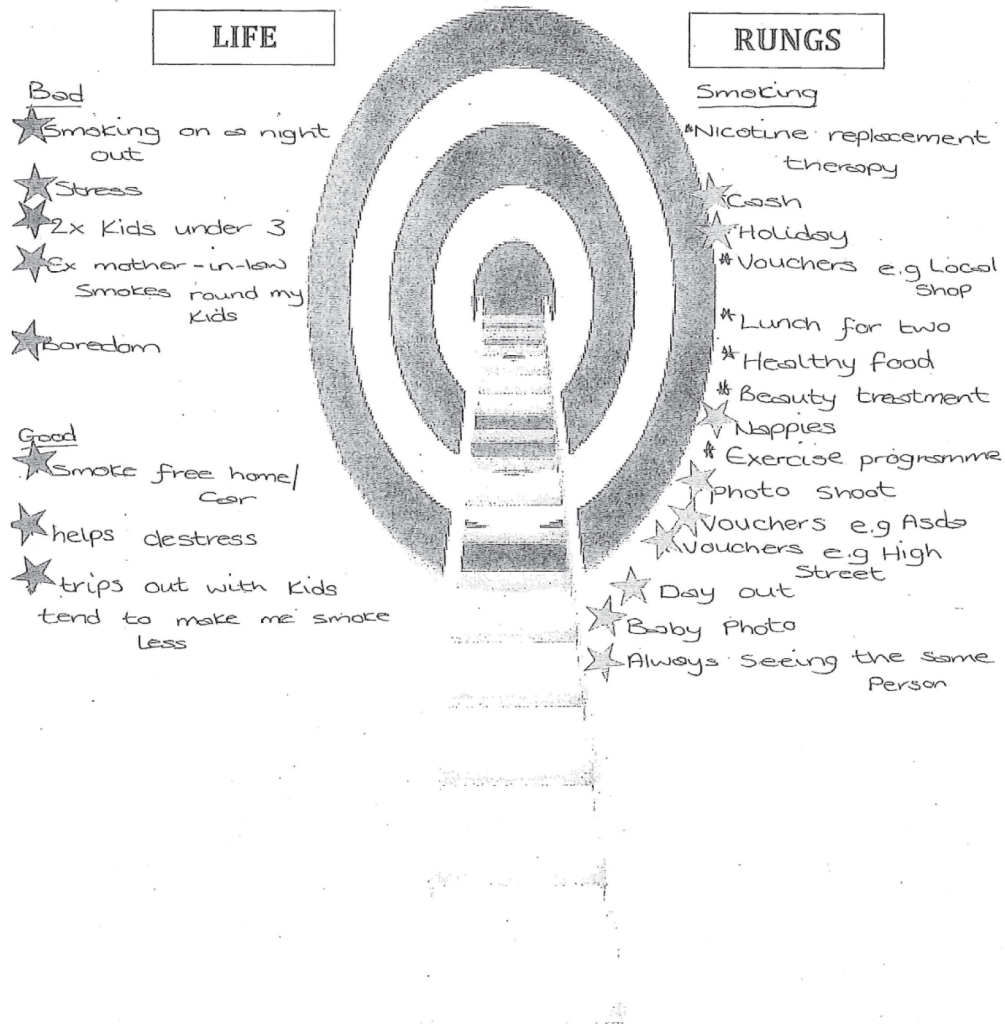 LIFE
Bad
Smoking on a night
out
Stress
2x Kids under 3
Ex mother-in-law
Smokes round my
Kids
Boredom
Good
Smoke free home/
Car
helps destress
trips out with Kids
tend to make me smoke
Less
RUNGS
Smoking
*Nicotine replacement
therapy
Cash
Holiday
*Vouchers e.g Local
Shop
*Lunch for two
*Healthy food
*Beauty treatment
Nappies
*Exercise programme
Photo Shoot
Vouchers e.g Asda
Vouchers e.g High
Street
Day out
Baby Photo
Always Seeing the Same
Person